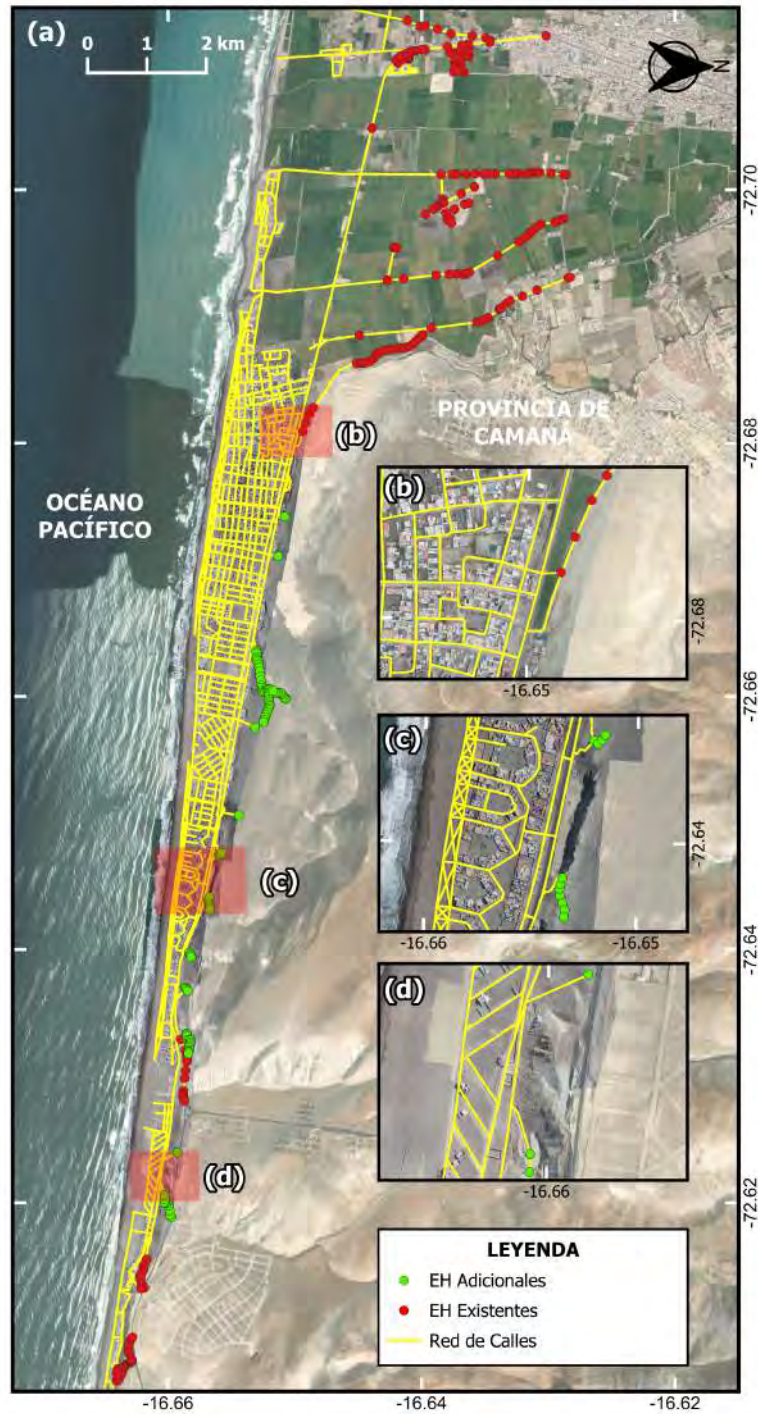 (a)
0 1 2 km
N
-72.70
PROVINCIA DE
CAMANÁ
(b)
-72.68
OCÉANO
PACÍFICO
(b)
-72.68
-16.65
-72.66
(c)
-72.64
(c)
-16.66 -16.65
-72.64
(d)
(d)
-16.66
-72.62
LEYENDA
EH Adicionales
EH Existentes
Red de Calles
-16.66 -16.64 -16.62